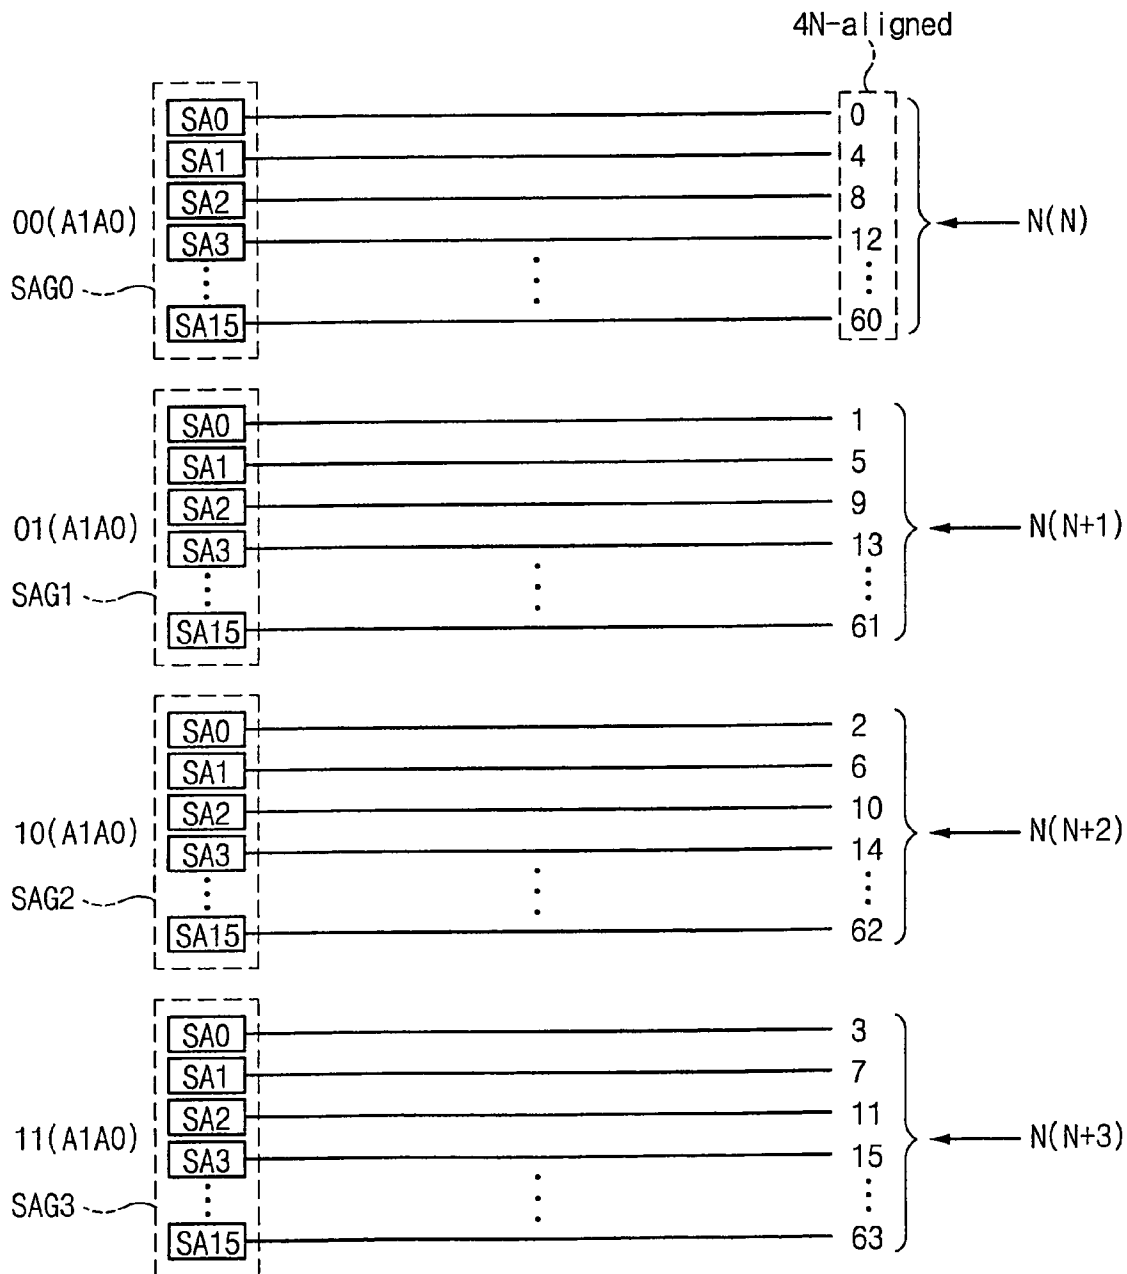 4N-aligned
SA0 0
SA1 4
SA2 8
00(A1A0) N(N)
SA3 12
SAG0
SA15 60
SA0 1
SA1 5
SA2 9
01(A1A0) N(N+1)
SA3 13
SAG1
SA15 61
SA0 2
SA1 6
SA2 10
10(A1A0) N(N+2)
SA3 14
SAG2
SA15 62
SA0 3
SA1 7
SA2 11
11(A1A0) N(N+3)
SA3 15
SAG3
SA15 63